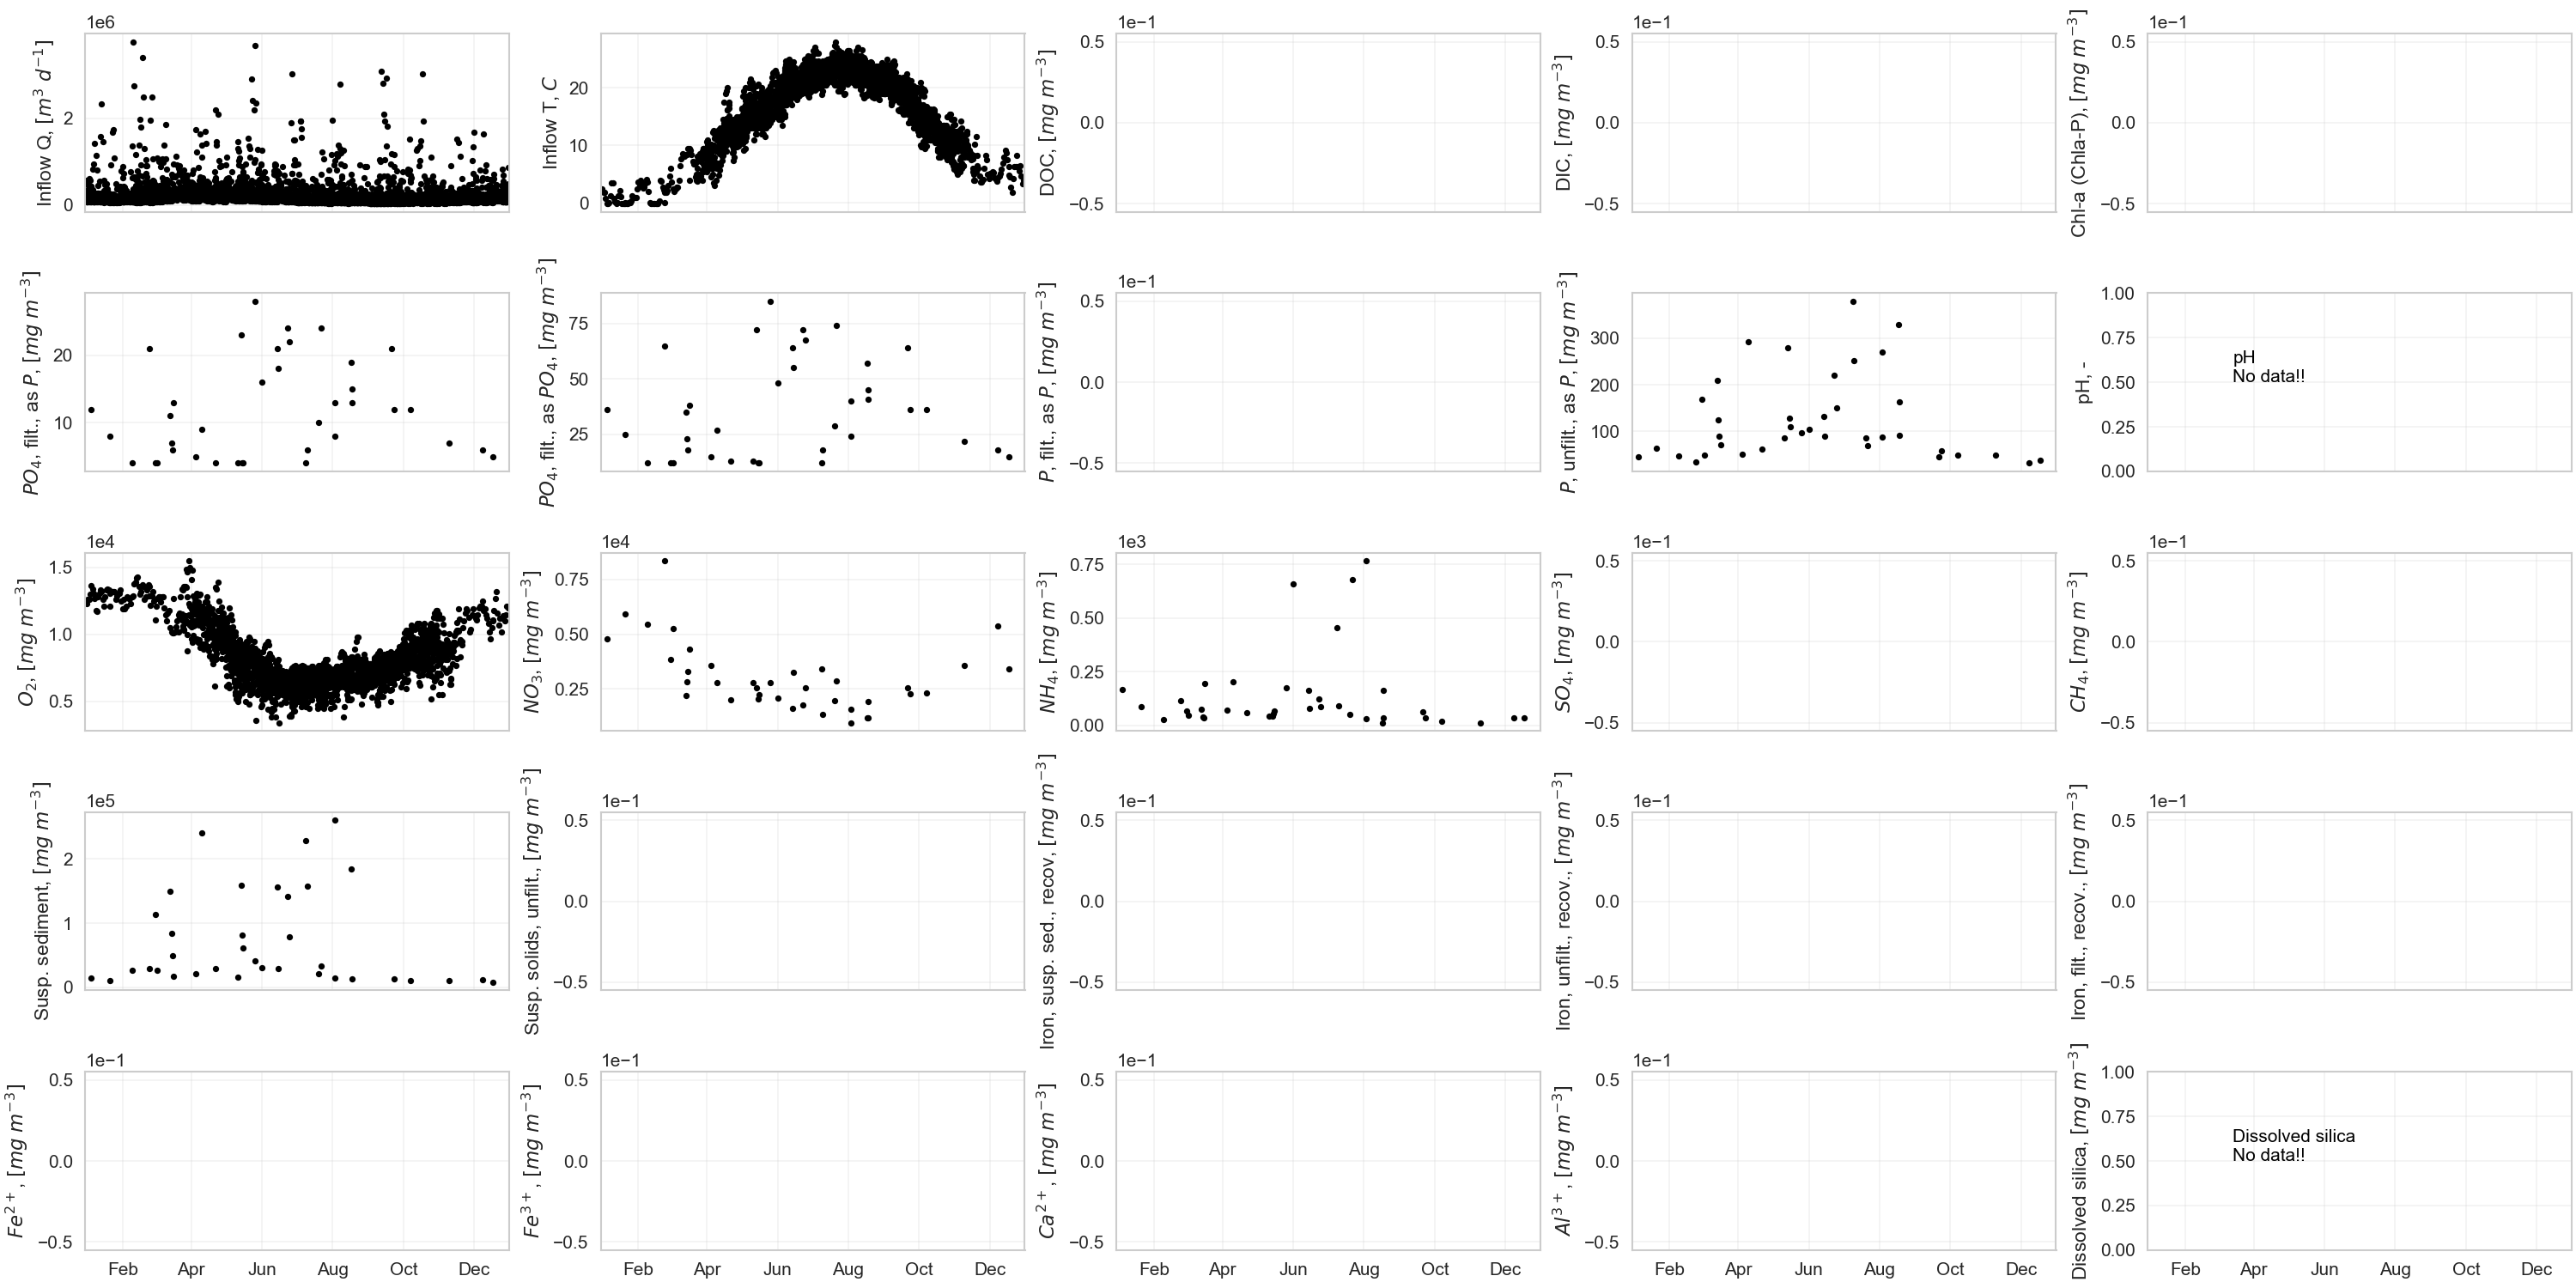 1e6
Inflow Q, [m³ d⁻¹]
2
0
Inflow T, C
20
10
0
1e−1
DOC, [mg m⁻³]
0.5
0.0
−0.5
1e−1
DIC, [mg m⁻³]
0.5
0.0
−0.5
1e−1
Chl-a (Chla-P), [mg m⁻³]
0.5
0.0
−0.5
PO₄, filt., as P, [mg m⁻³]
20
10
PO₄, filt., as PO₄, [mg m⁻³]
75
50
25
1e−1
P, filt., as P, [mg m⁻³]
0.5
0.0
−0.5
P, unfilt., as P, [mg m⁻³]
300
200
100
pH, -
1.00
0.75
0.50
0.25
0.00
pH
No data!!
1e4
O₂, [mg m⁻³]
1.5
1.0
0.5
1e4
NO₃, [mg m⁻³]
0.75
0.50
0.25
1e3
NH₄, [mg m⁻³]
0.75
0.50
0.25
0.00
1e−1
SO₄, [mg m⁻³]
0.5
0.0
−0.5
1e−1
CH₄, [mg m⁻³]
0.5
0.0
−0.5
1e5
Susp. sediment, [mg m⁻³]
2
1
0
1e−1
Susp. solids, unfilt., [mg m⁻³]
0.5
0.0
−0.5
1e−1
Iron, susp. sed., recov, [mg m⁻³]
0.5
0.0
−0.5
1e−1
Iron, unfilt., recov., [mg m⁻³]
0.5
0.0
−0.5
1e−1
Iron, filt., recov., [mg m⁻³]
0.5
0.0
−0.5
1e−1
Fe²⁺, [mg m⁻³]
0.5
0.0
−0.5
Feb Apr Jun Aug Oct Dec
1e−1
Fe³⁺, [mg m⁻³]
0.5
0.0
−0.5
Feb Apr Jun Aug Oct Dec
1e−1
Ca²⁺, [mg m⁻³]
0.5
0.0
−0.5
Feb Apr Jun Aug Oct Dec
1e−1
Al³⁺, [mg m⁻³]
0.5
0.0
−0.5
Feb Apr Jun Aug Oct Dec
Dissolved silica, [mg m⁻³]
1.00
0.75
0.50
0.25
0.00
Dissolved silica
No data!!
Feb Apr Jun Aug Oct Dec